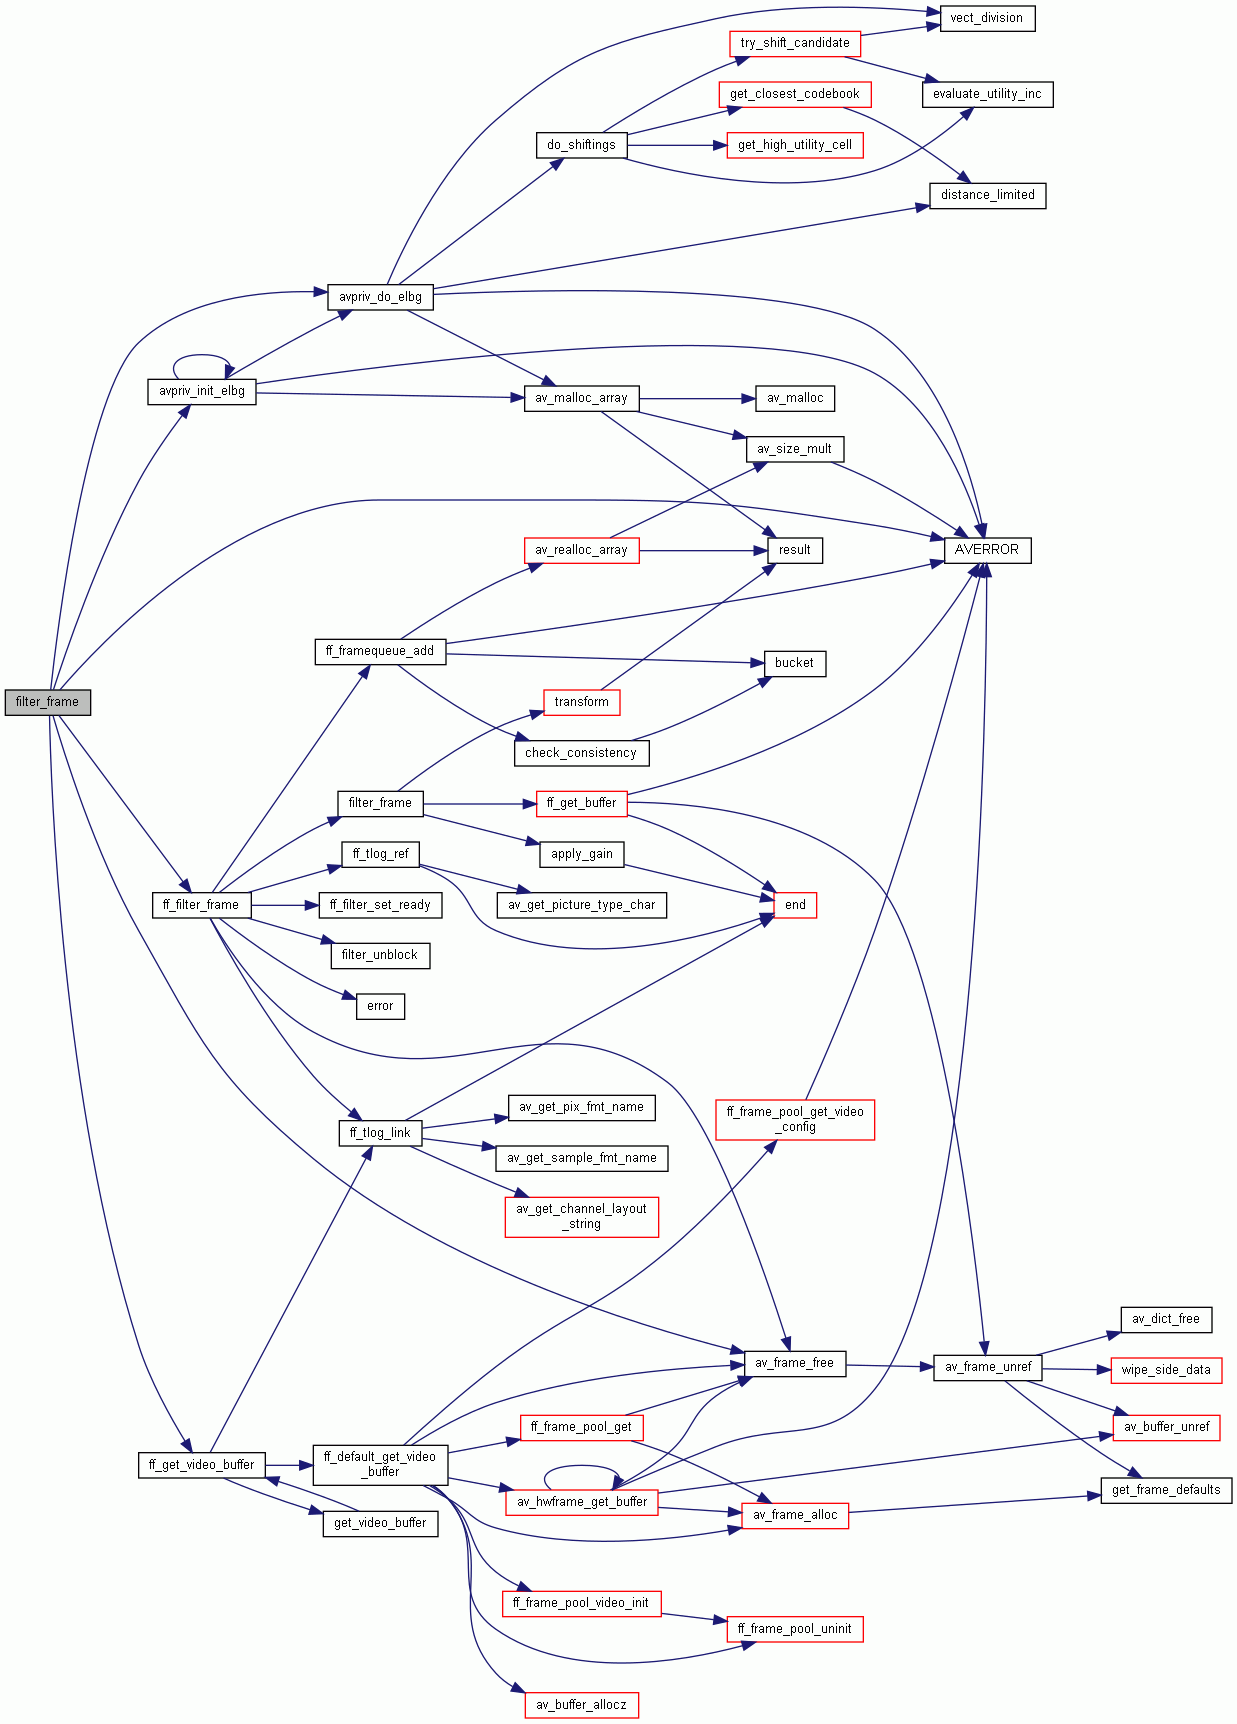 vect_division
try_shift_candidate
get_closest_codebook
evaluate_utility_inc
do_shiftings
get_high_utility_cell
distance_limited
avpriv_do_elbg
avpriv_init_elbg
av_malloc_array
av_malloc
av_size_mult
av_realloc_array
result
AVERROR
ff_framequeue_add
bucket
filter_frame
transform
check_consistency
filter_frame
ff_get_buffer
ff_tlog_ref
apply_gain
ff_filter_frame
ff_filter_set_ready
av_get_picture_type_char
end
filter_unblock
error
ff_tlog_link
av_get_pix_fmt_name
ff_frame_pool_get_video
_config
av_get_sample_fmt_name
av_get_channel_layout
_string
av_dict_free
av_frame_free
av_frame_unref
wipe_side_data
ff_frame_pool_get
av_buffer_unref
ff_get_video_buffer
ff_default_get_video
_buffer
av_hwframe_get_buffer
get_frame_defaults
get_video_buffer
av_frame_alloc
ff_frame_pool_video_init
ff_frame_pool_uninit
av_buffer_allocz